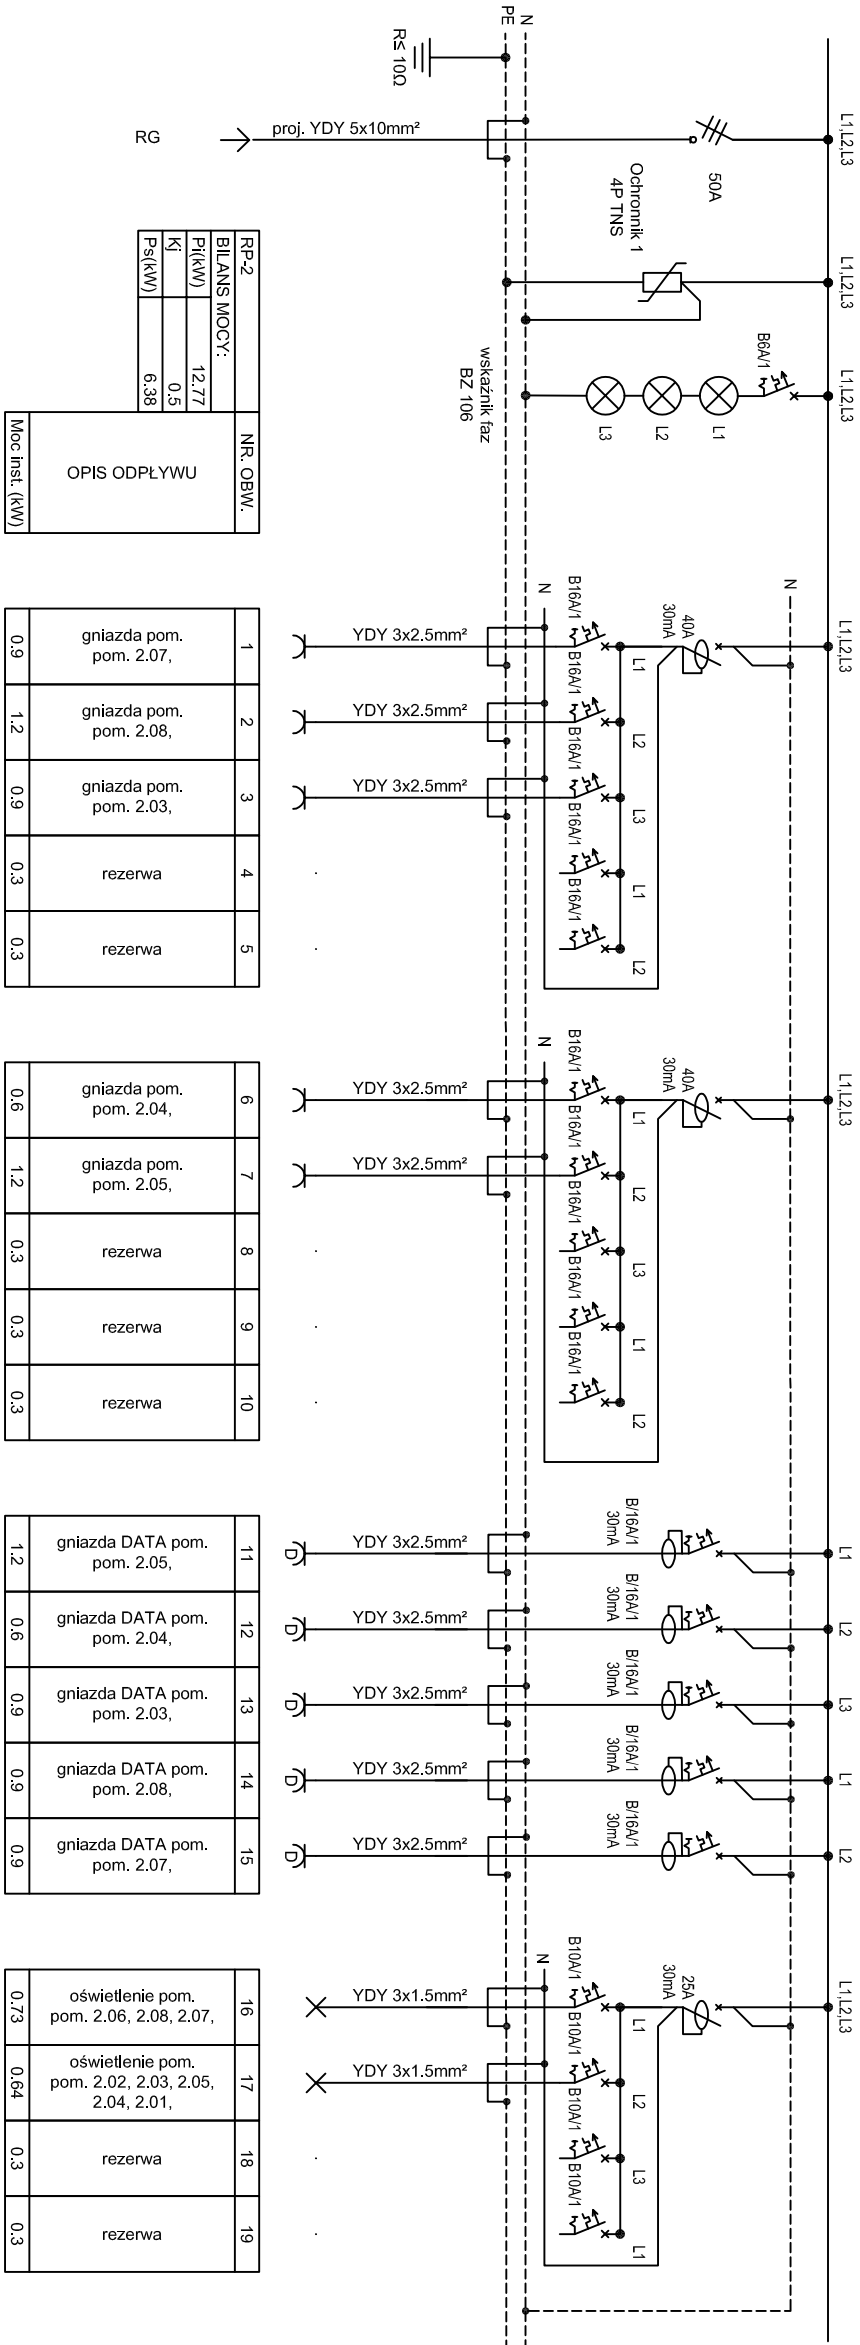 PE
N
R≤ 10Ω
RG
proj. YDY 5x10mm²
50A
L1,L2,L3
Ochronnik 1
4P TNS
L1,L2,L3
wskaźnik faz
BZ 106
L3
L2
L1
B6A/1
L1,L2,L3
RP-2
BILANS MOCY:
Pi(kW) 12.77
Kj 0.5
Ps(kW) 6.38
NR. OBW.
OPIS ODPŁYWU
Moc inst. (kW)
N
L1,L2,L3
40A
30mA
N
B16A/1
L1
YDY 3x2.5mm²
1
gniazda pom.
pom. 2.07,
0.9
B16A/1
L2
YDY 3x2.5mm²
2
gniazda pom.
pom. 2.08,
1.2
B16A/1
L3
YDY 3x2.5mm²
3
gniazda pom.
pom. 2.03,
0.9
B16A/1
L1
4
rezerwa
0.3
B16A/1
L2
5
rezerwa
0.3
L1,L2,L3
40A
30mA
N
B16A/1
L1
YDY 3x2.5mm²
6
gniazda pom.
pom. 2.04,
0.6
B16A/1
L2
YDY 3x2.5mm²
7
gniazda pom.
pom. 2.05,
1.2
B16A/1
L3
8
rezerwa
0.3
B16A/1
L1
9
rezerwa
0.3
B16A/1
L2
10
rezerwa
0.3
L1
B/16A/1
30mA
YDY 3x2.5mm²
D
11
gniazda DATA pom.
pom. 2.05,
1.2
L2
B/16A/1
30mA
YDY 3x2.5mm²
D
12
gniazda DATA pom.
pom. 2.04,
0.6
L3
B/16A/1
30mA
YDY 3x2.5mm²
D
13
gniazda DATA pom.
pom. 2.03,
0.9
L1
B/16A/1
30mA
YDY 3x2.5mm²
D
14
gniazda DATA pom.
pom. 2.08,
0.9
L2
B/16A/1
30mA
YDY 3x2.5mm²
D
15
gniazda DATA pom.
pom. 2.07,
0.9
L1,L2,L3
25A
30mA
N
B10A/1
L1
YDY 3x1.5mm²
16
oświetlenie pom.
pom. 2.06, 2.08, 2.07,
0.73
B10A/1
L2
YDY 3x1.5mm²
17
oświetlenie pom.
pom. 2.02, 2.03, 2.05,
2.04, 2.01,
0.64
B10A/1
L3
18
rezerwa
0.3
B10A/1
L1
19
rezerwa
0.3